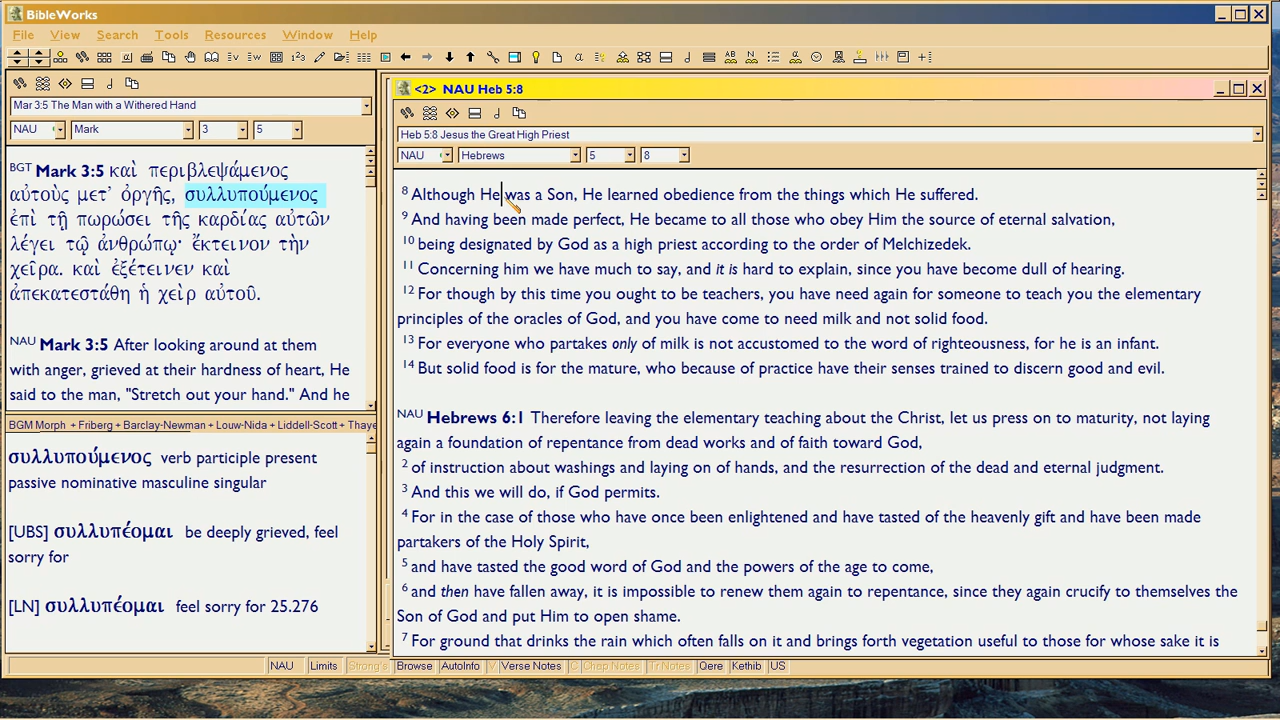 BibleWorks
File View Search Tools Resources Window Help
Mar 3:5 The Man with a Withered Hand
NAU Mark 3 5
BGT Mark 3:5 καὶ περιβλεψάμενος
αὐτοὺς μετ’ ὀργῆς, συλλυπούμενος
ἐπὶ τῇ πωρώσει τῆς καρδίας αὐτῶν
λέγει τῷ ἀνθρώπῳ· ἔκτεινον τὴν
χεῖρα. καὶ ἐξέτεινεν καὶ
ἀπεκατεστάθη ἡ χεὶρ αὐτοῦ.
NAU Mark 3:5 After looking around at them
with anger, grieved at their hardness of heart, He
said to the man, "Stretch out your hand." And he
BGM Morph + Friberg + Barclay-Newman + Louw-Nida + Liddell-Scott + Thaye
συλλυπούμενος verb participle present
passive nominative masculine singular
[UBS] συλλυπέομαι be deeply grieved, feel
sorry for
[LN] συλλυπέομαι feel sorry for 25.276
<2> NAU Heb 5:8
Heb 5:8 Jesus the Great High Priest
NAU Hebrews 5 8
8 Although He was a Son, He learned obedience from the things which He suffered.
9 And having been made perfect, He became to all those who obey Him the source of eternal salvation,
10 being designated by God as a high priest according to the order of Melchizedek.
11 Concerning him we have much to say, and it is hard to explain, since you have become dull of hearing.
12 For though by this time you ought to be teachers, you have need again for someone to teach you the elementary
principles of the oracles of God, and you have come to need milk and not solid food.
13 For everyone who partakes only of milk is not accustomed to the word of righteousness, for he is an infant.
14 But solid food is for the mature, who because of practice have their senses trained to discern good and evil.
NAU Hebrews 6:1 Therefore leaving the elementary teaching about the Christ, let us press on to maturity, not laying
again a foundation of repentance from dead works and of faith toward God,
2 of instruction about washings and laying on of hands, and the resurrection of the dead and eternal judgment.
3 And this we will do, if God permits.
4 For in the case of those who have once been enlightened and have tasted of the heavenly gift and have been made
partakers of the Holy Spirit,
5 and have tasted the good word of God and the powers of the age to come,
6 and then have fallen away, it is impossible to renew them again to repentance, since they again crucify to themselves the
Son of God and put Him to open shame.
7 For ground that drinks the rain which often falls on it and brings forth vegetation useful to those for whose sake it is
NAU Limits Strong's Browse AutoInfo V Verse Notes C Chap Notes Tr Notes Qere Kethib US